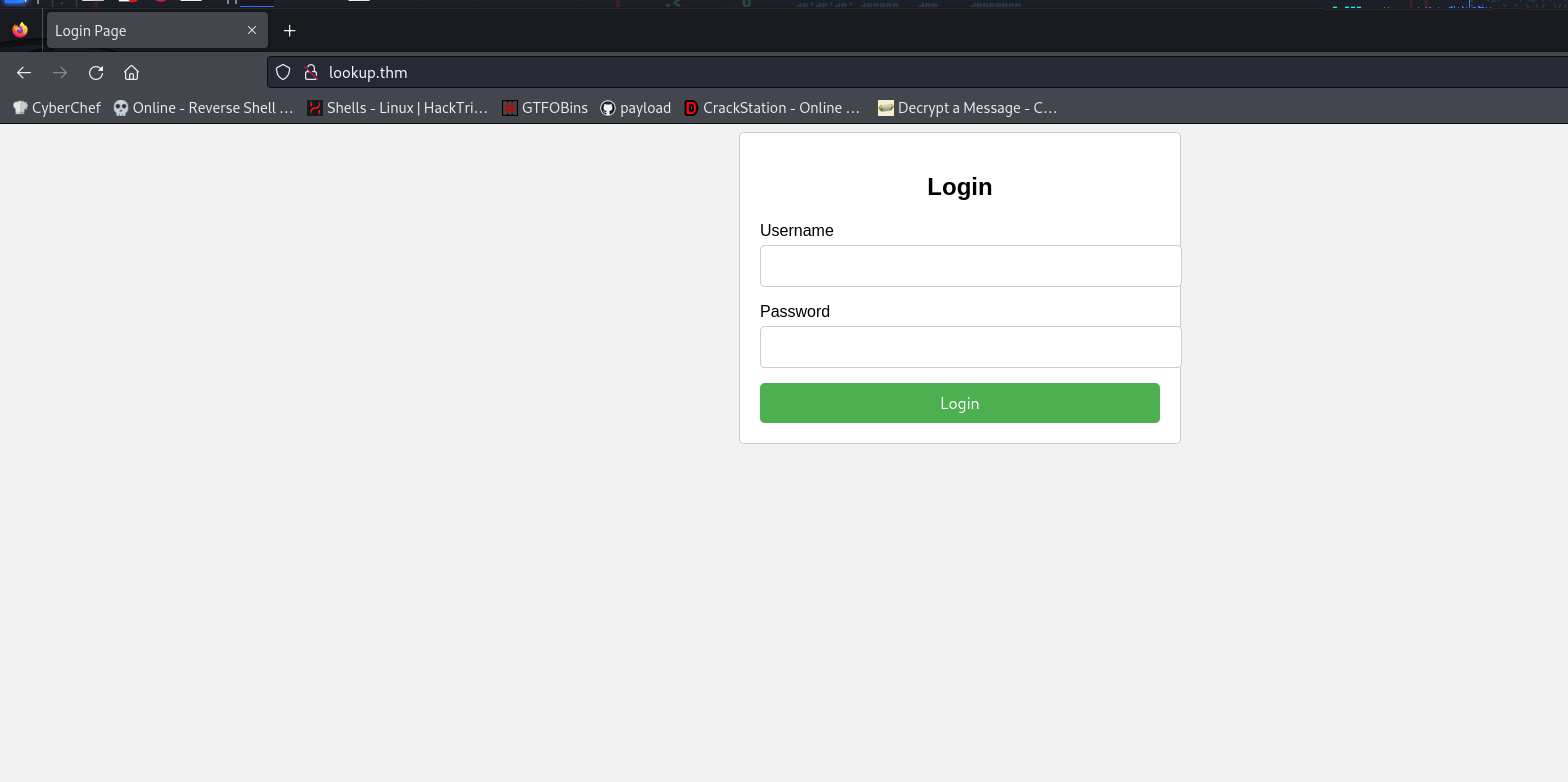 Login Page
lookup.thm
CyberChef Online - Reverse Shell ... Shells - Linux | HackTri... GTFOBins payload CrackStation - Online ... Decrypt a Message - C...
Login
Username
Password
Login